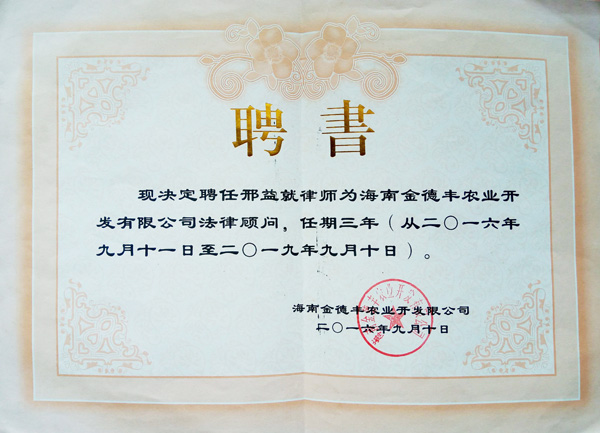 聘書
现决定聘任邢益就律师为海南金德丰农业开
发有限公司法律顾问，任期三年（从二〇一六年
九月十一日至二〇一九年九月十日）。
海南金德丰农业开发限公司
二〇一六年九月十日